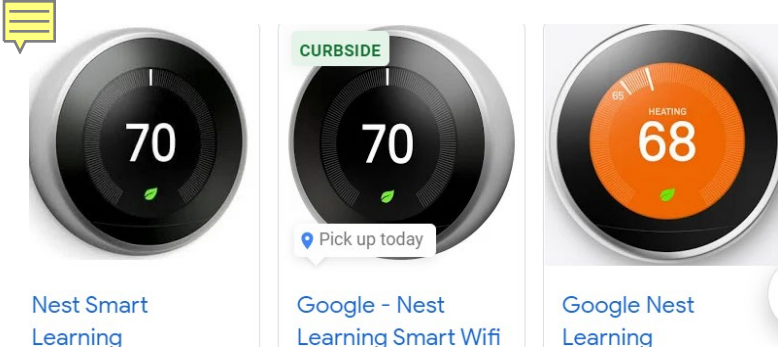 70
CURBSIDE
70
Pick up today
65
HEATING
68
Nest Smart
Learning
Google - Nest
Learning Smart Wifi
Google Nest
Learning